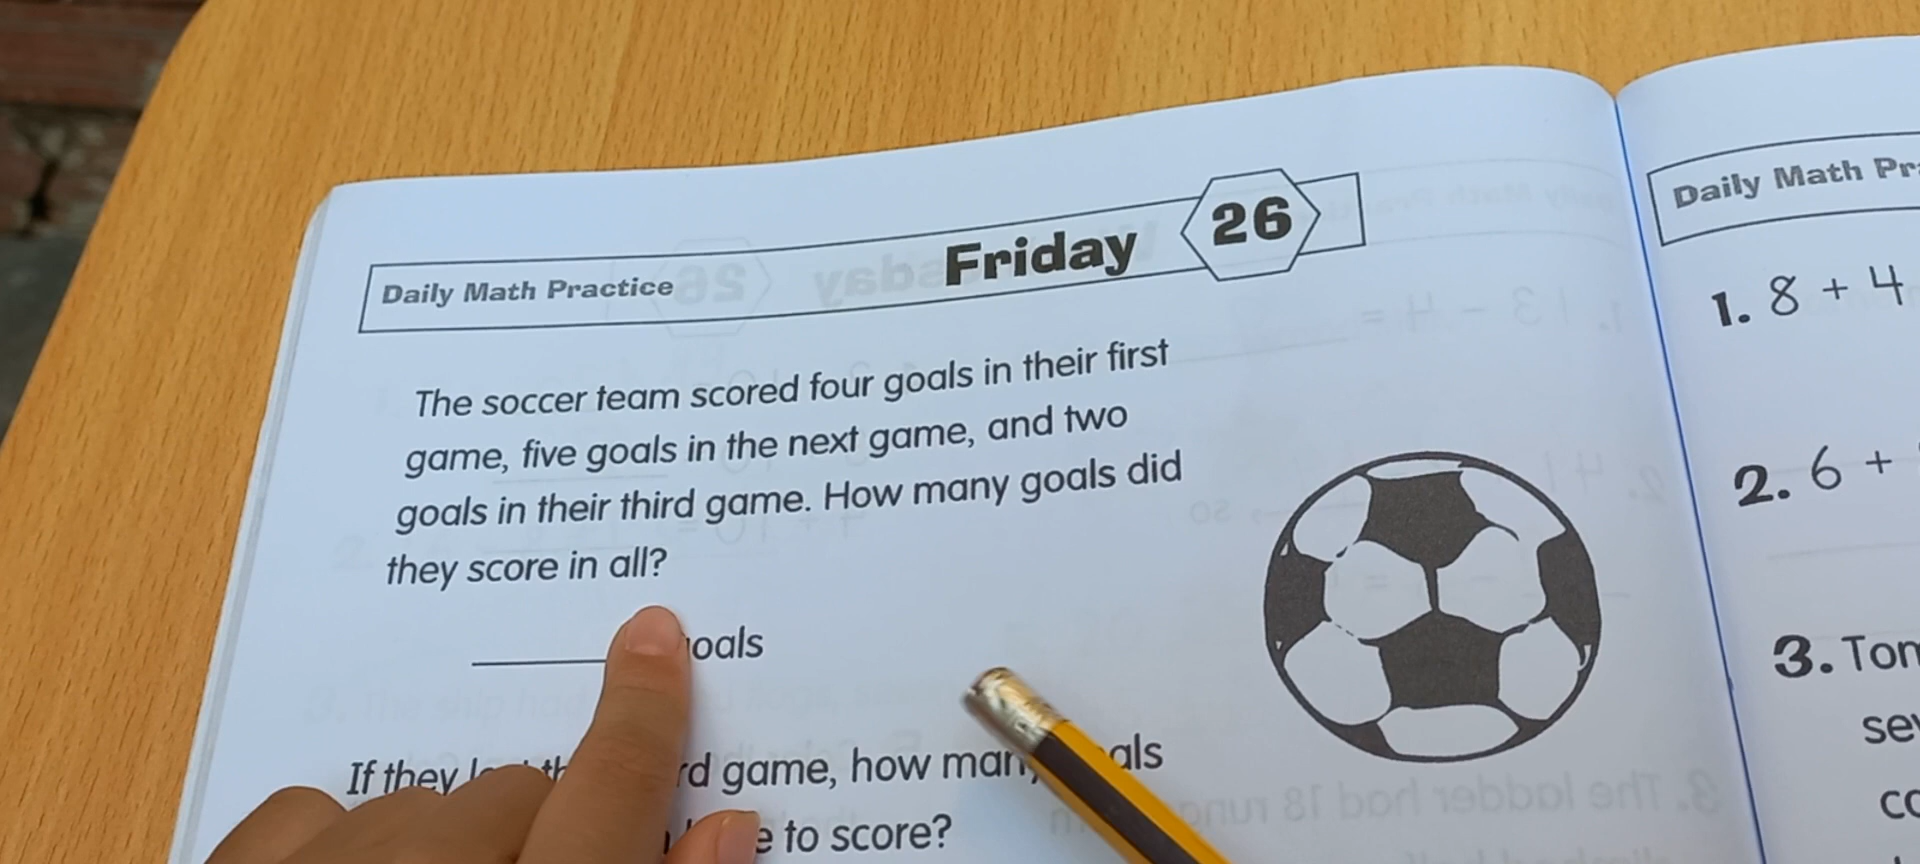 Daily Math Practice
Friday
26
The soccer team scored four goals in their first
game, five goals in the next game, and two
goals in their third game. How many goals did
they score in all?
oals
If they rd game, how man als
e to score?
Daily Math Pr
1. 8 + 4
2. 6 +
3. Tom
sev
co